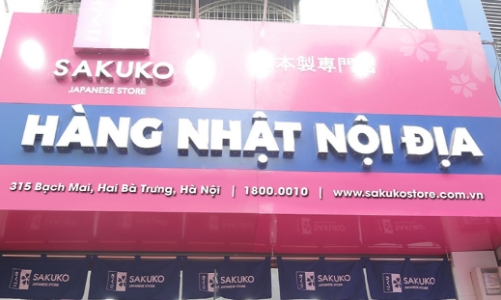 SAKUKO
JAPANESE STORE
本製専門
HÀNG NHẬT NỘI ĐỊA
315 Bạch Mai, Hai Bà Trưng, Hà Nội | 1800.0010 | www.sakukostore.com.vn
SAKUKO
SAKUKO
SAKUKO
SAKUKO
SAKUKO